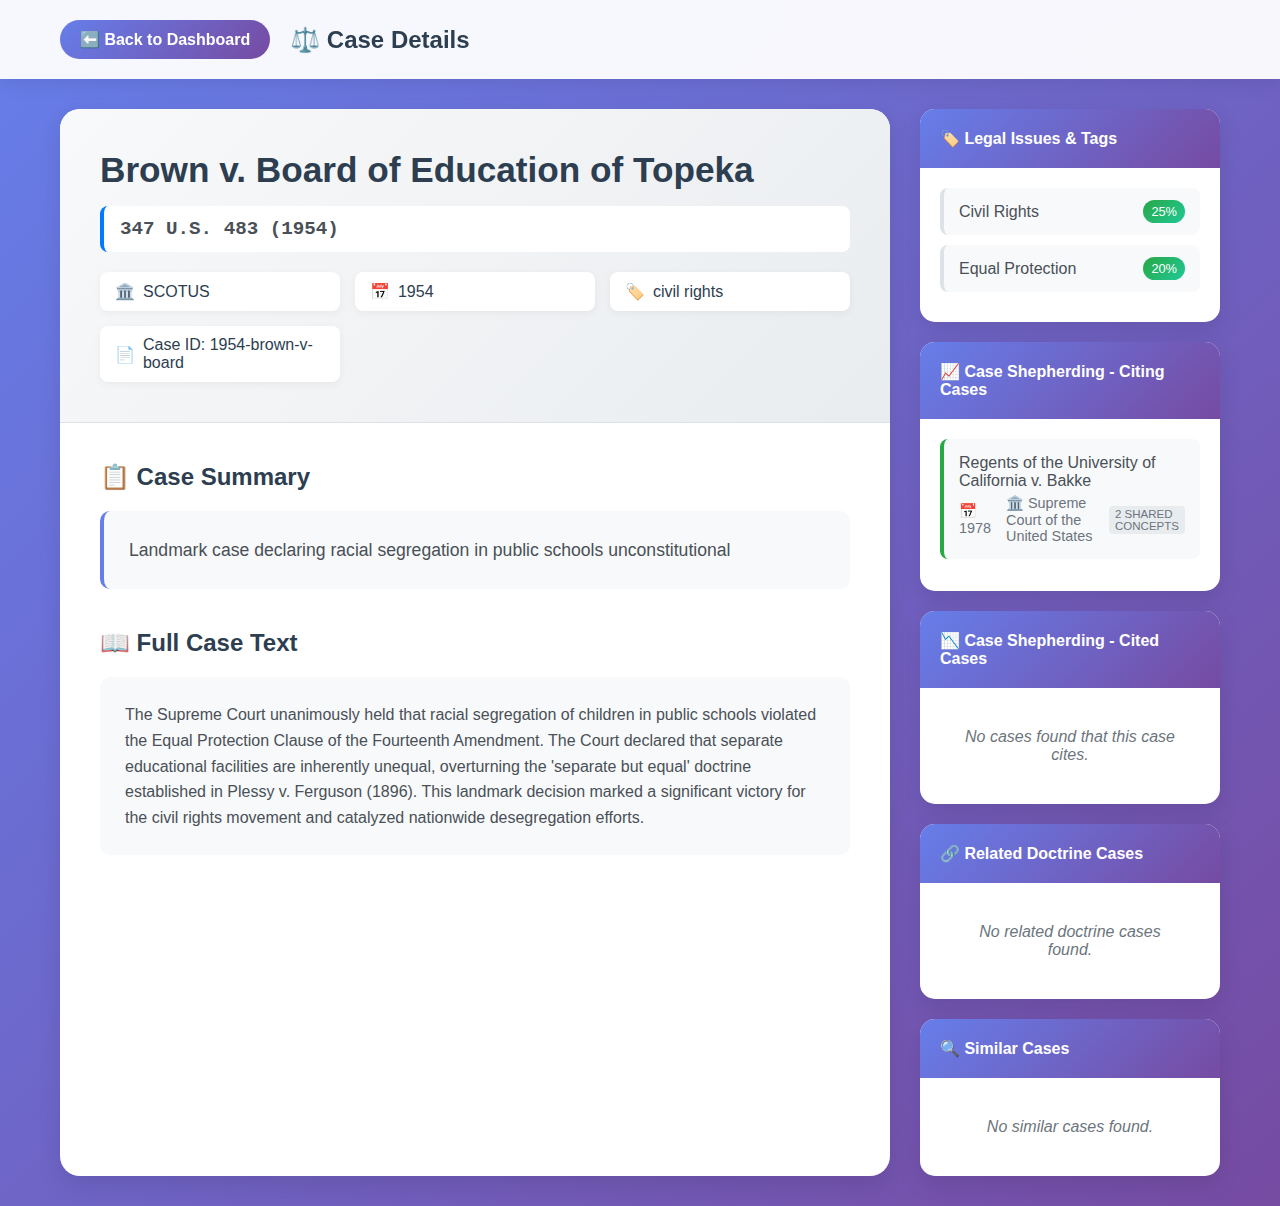 ⬅️ Back to Dashboard
⚖️ Case Details
Brown v. Board of Education of Topeka
347 U.S. 483 (1954)
🏛️ SCOTUS
📅 1954
🏷️ civil rights
📄 Case ID: 1954-brown-v-
board
📋 Case Summary
Landmark case declaring racial segregation in public schools unconstitutional
📖 Full Case Text
The Supreme Court unanimously held that racial segregation of children in public schools violated
the Equal Protection Clause of the Fourteenth Amendment. The Court declared that separate
educational facilities are inherently unequal, overturning the 'separate but equal' doctrine
established in Plessy v. Ferguson (1896). This landmark decision marked a significant victory for
the civil rights movement and catalyzed nationwide desegregation efforts.
🏷️ Legal Issues & Tags
Civil Rights
25%
Equal Protection
20%
📈 Case Shepherding - Citing
Cases
Regents of the University of
California v. Bakke
📅
1978
🏛️ Supreme
Court of the
United States
2 SHARED
CONCEPTS
📉 Case Shepherding - Cited
Cases
No cases found that this case
cites.
🔗 Related Doctrine Cases
No related doctrine cases
found.
🔍 Similar Cases
No similar cases found.